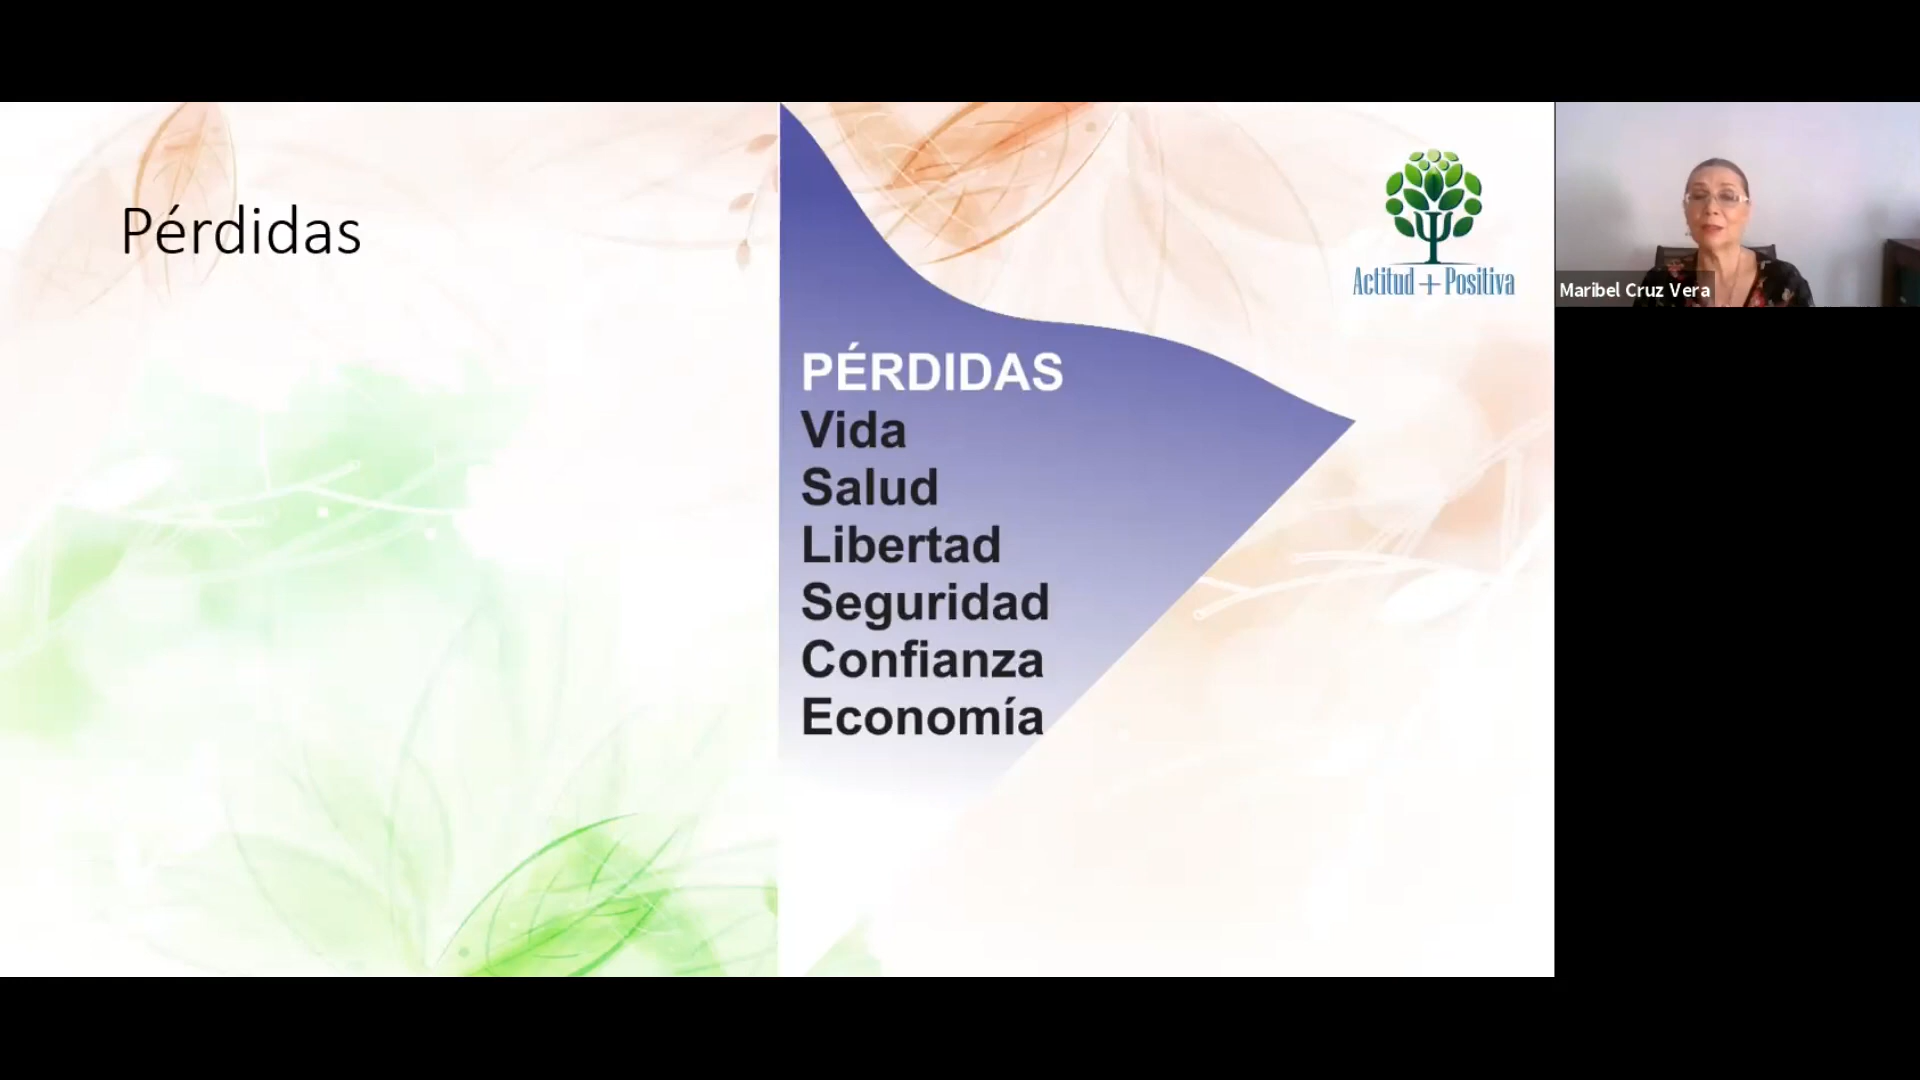 Pérdidas
Actitud + Positiva
PÉRDIDAS
Vida
Salud
Libertad
Seguridad
Confianza
Economía
Maribel Cruz Vera